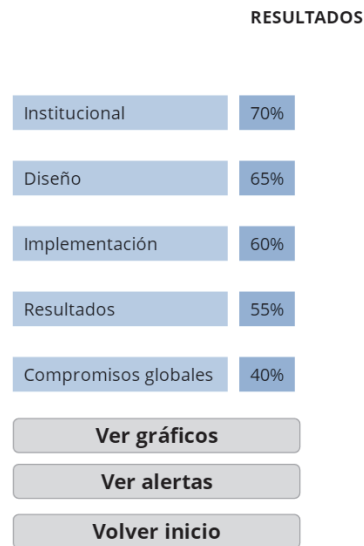 RESULTADOS
Institucional 70%
Diseño 65%
Implementación 60%
Resultados 55%
Compromisos globales 40%
Ver gráficos
Ver alertas
Volver inicio